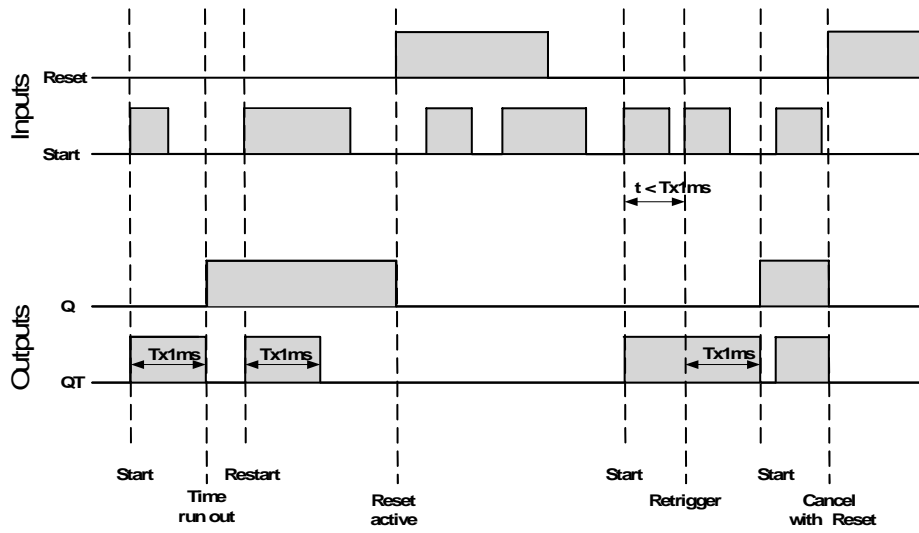 Inputs
Reset
Start
t < Tx1ms
Outputs
Q
QT
Tx1ms
Tx1ms
Tx1ms
Start
Time
run out
Restart
Reset
active
Start
Retrigger
Start
Cancel
with Reset